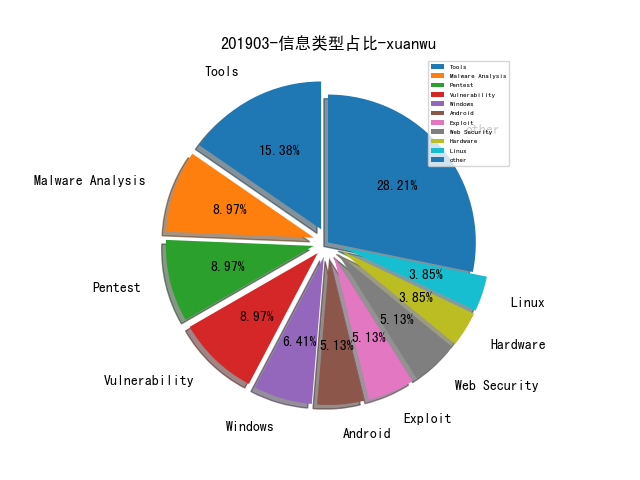 201903-信息类型占比-xuanwu
Tools
Malware Analysis
Pentest
Vulnerability
Windows
Android
Exploit
Web Security
Hardware
Linux
other
15.38%
8.97%
8.97%
8.97%
6.41%
5.13%
5.13%
5.13%
3.85%
3.85%
28.21%
Tools
Malware Analysis
Pentest
Vulnerability
Windows
Android
Exploit
Web Security
Hardware
Linux
other